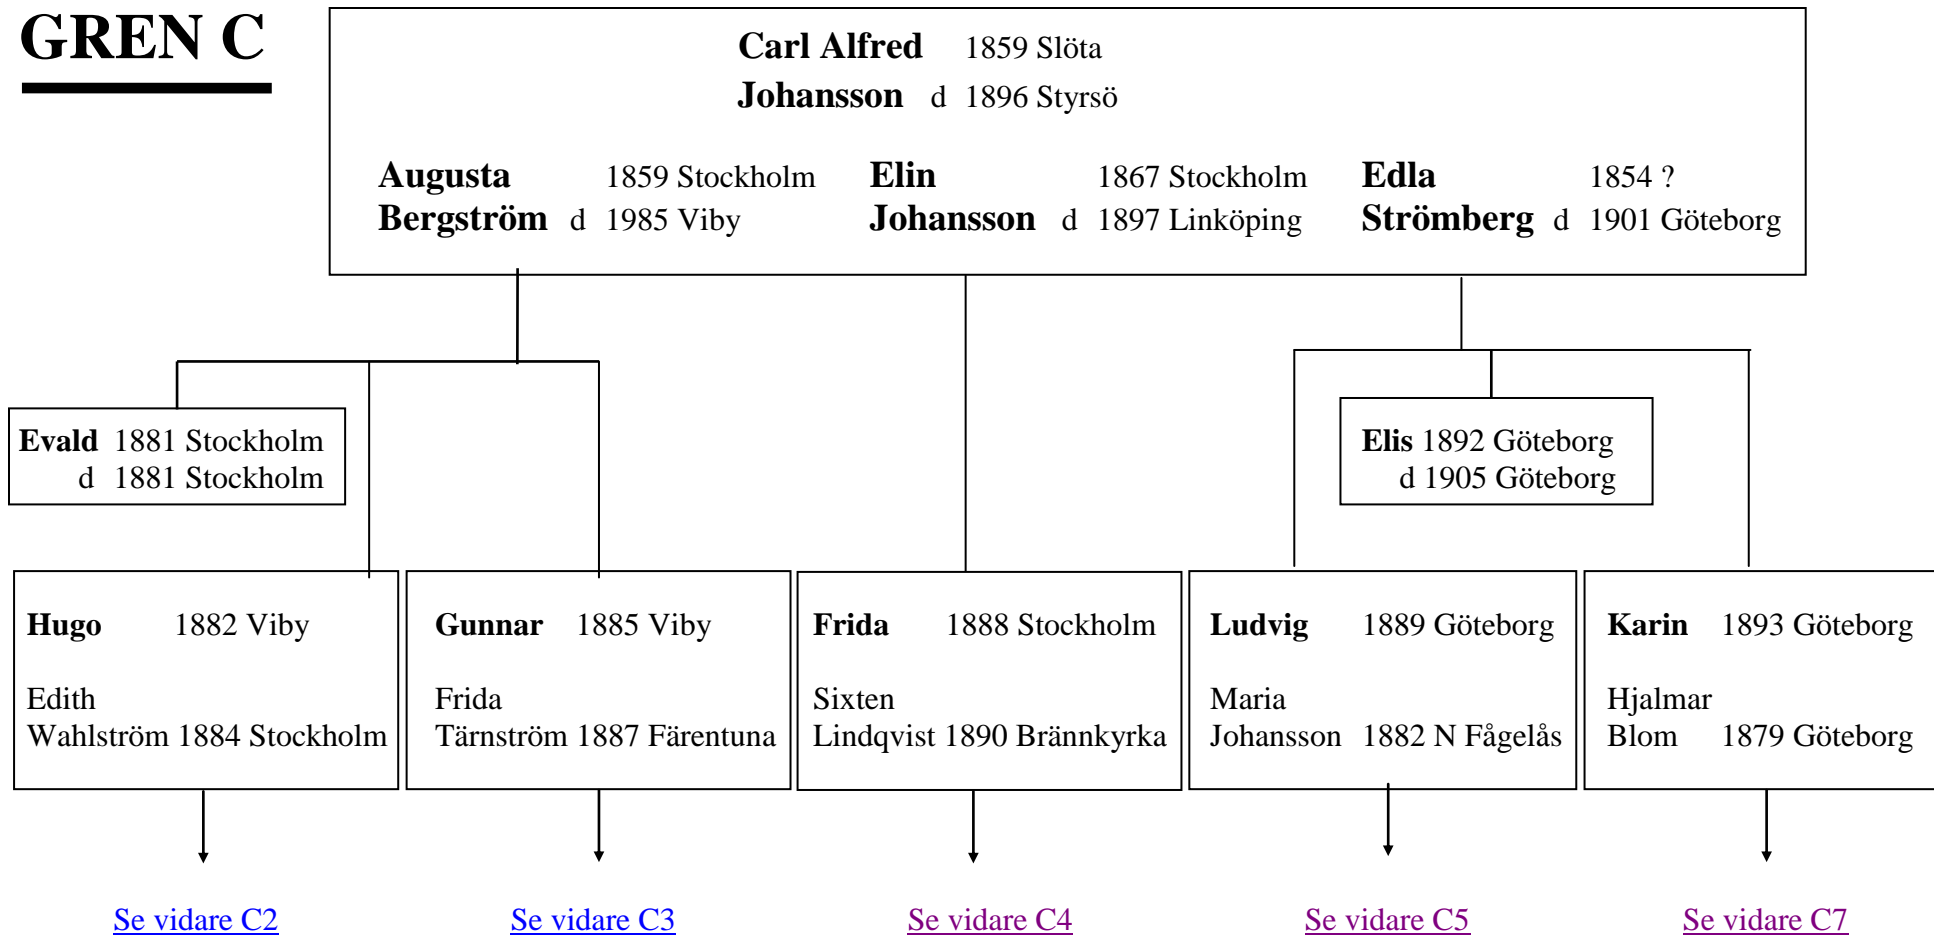 GREN C
Carl Alfred 1859 Slöta
Johansson d 1896 Styrsö
Augusta 1859 Stockholm
Bergström d 1985 Viby
Elin 1867 Stockholm
Johansson d 1897 Linköping
Edla 1854 ?
Strömberg d 1901 Göteborg
Evald 1881 Stockholm
d 1881 Stockholm
Elis 1892 Göteborg
d 1905 Göteborg
Hugo 1882 Viby
Edith
Wahlström 1884 Stockholm
Gunnar 1885 Viby
Frida
Tärnström 1887 Färentuna
Frida 1888 Stockholm
Sixten
Lindqvist 1890 Brännkyrka
Ludvig 1889 Göteborg
Maria
Johansson 1882 N Fågelås
Karin 1893 Göteborg
Hjalmar
Blom 1879 Göteborg
Se vidare C2
Se vidare C3
Se vidare C4
Se vidare C5
Se vidare C7